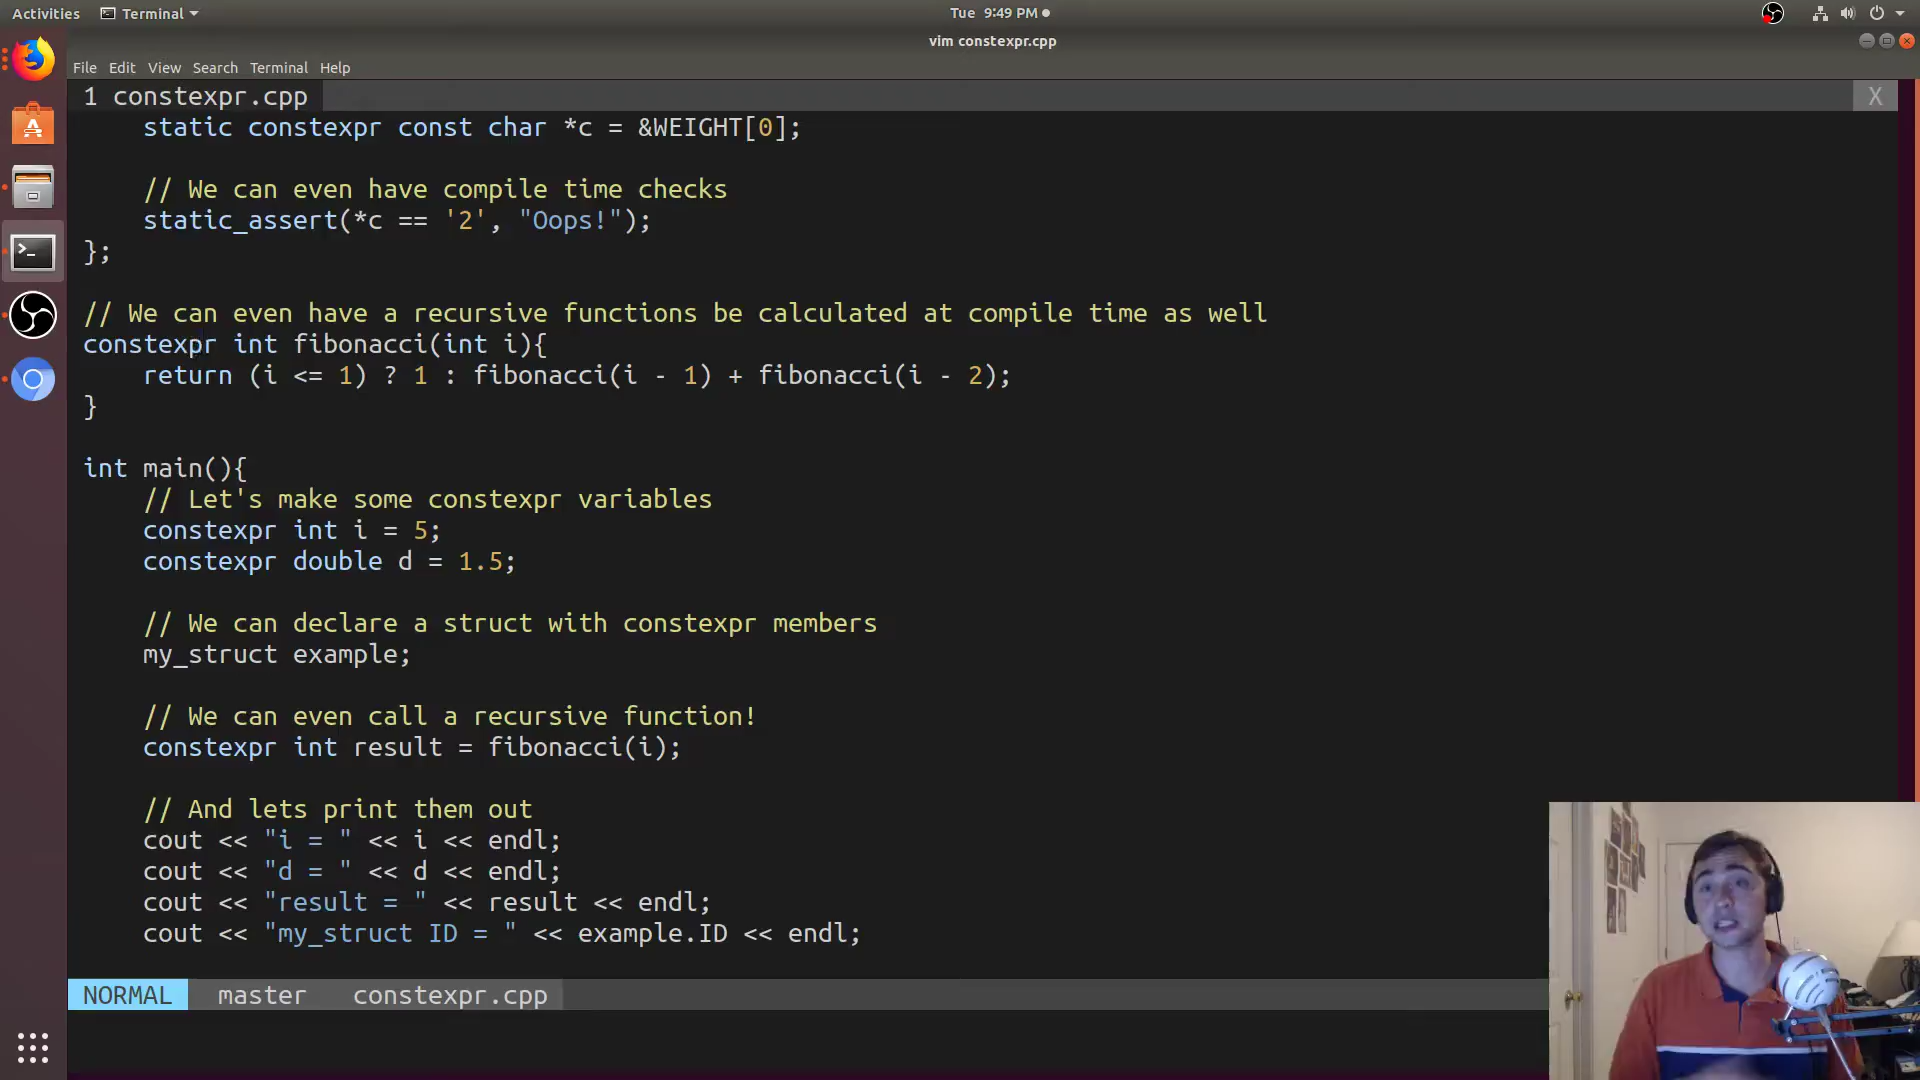 Activities
Terminal
Tue 9:49 PM
vim constexpr.cpp
File Edit View Search Terminal Help
1 constexpr.cpp X
static constexpr const char *c = &WEIGHT[0];
// We can even have compile time checks
static_assert(*c == '2', "Oops!");
};
// We can even have a recursive functions be calculated at compile time as well
constexpr int fibonacci(int i){
return (i <= 1) ? 1 : fibonacci(i - 1) + fibonacci(i - 2);
}
int main(){
// Let's make some constexpr variables
constexpr int i = 5;
constexpr double d = 1.5;
// We can declare a struct with constexpr members
my_struct example;
// We can even call a recursive function!
constexpr int result = fibonacci(i);
// And lets print them out
cout << "i = " << i << endl;
cout << "d = " << d << endl;
cout << "result = " << result << endl;
cout << "my_struct ID = " << example.ID << endl;
NORMAL master constexpr.cpp